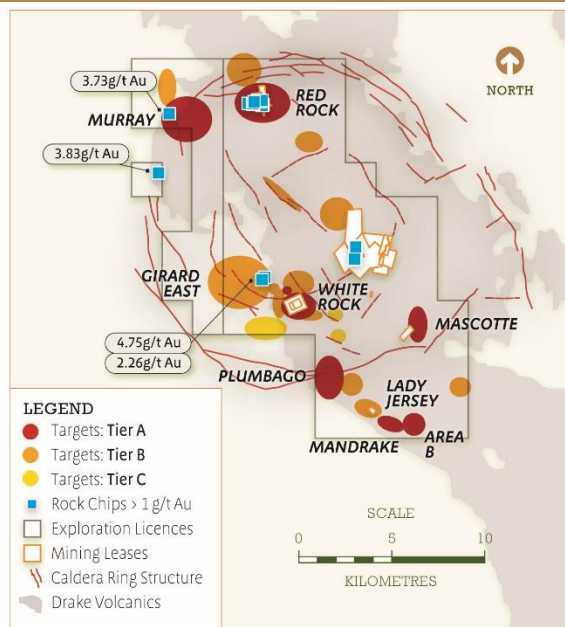 3.73g/t Au
MURRAY
RED
ROCK
NORTH
3.83g/t Au
GIRARD
EAST
WHITE
ROCK
MASCOTTE
4.75g/t Au
2.26g/t Au
PLUMBAGO
LADY
JERSEY
MANDRAKE
AREA
B
LEGEND
Targets: Tier A
Targets: Tier B
Targets: Tier C
Rock Chips > 1 g/t Au
Exploration Licences
Mining Leases
Caldera Ring Structure
Drake Volcanics
SCALE
0 5 10
KILOMETRES